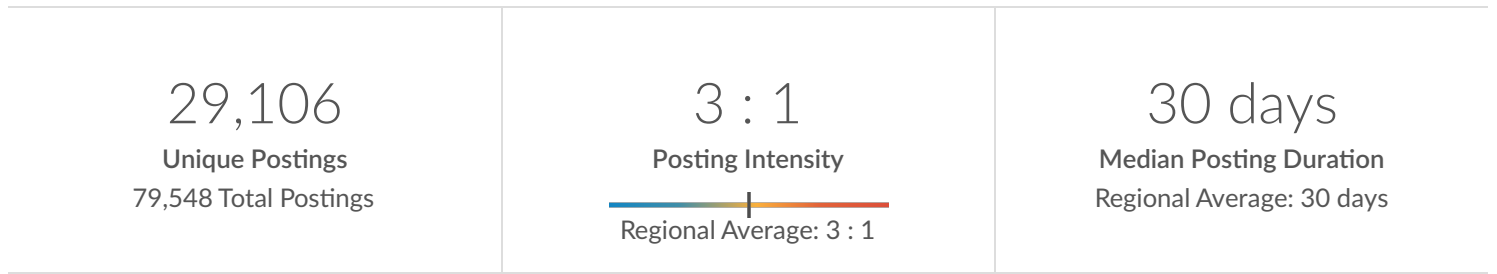 29,106
Unique Postings
79,548 Total Postings
3 : 1
Posting Intensity
Regional Average: 3 : 1
30 days
Median Posting Duration
Regional Average: 30 days